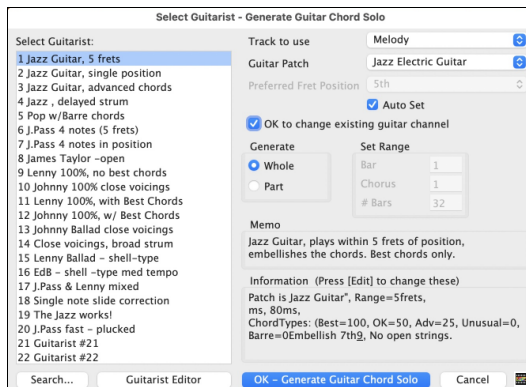 Select Guitarist - Generate Guitar Chord Solo
Select Guitarist:
1 Jazz Guitar, 5 frets
2 Jazz Guitar, single position
3 Jazz Guitar, advanced chords
4 Jazz , delayed strum
5 Pop w/Barre chords
6 J.Pass 4 notes (5 frets)
7 J.Pass 4 notes in position
8 James Taylor -open
9 Lenny 100%, no best chords
10 Johnny 100% close voicings
11 Lenny 100%, with Best Chords
12 Johnny 100%, w/ Best Chords
13 Johnny Ballad close voicings
14 Close voicings, broad strum
15 Lenny Ballad - shell-type
16 EdB - shell -type med tempo
17 J.Pass & Lenny mixed
18 Single note slide correction
19 The Jazz works!
20 J.Pass fast - plucked
21 Guitarist #21
22 Guitarist #22
Track to use Melody
Guitar Patch Jazz Electric Guitar
Preferred Fret Position 5th
Auto Set
OK to change existing guitar channel
Generate
Whole
Part
Set Range
Bar 1
Chorus 1
# Bars 32
Memo
Jazz Guitar, plays within 5 frets of position,
embellishes the chords. Best chords only.
Information (Press [Edit] to change these)
Patch is Jazz Guitar", Range=5frets,
ms, 80ms,
ChordTypes: (Best=100, OK=50, Adv=25, Unusual=0,
Barre=0Embellish 7th9, No open strings.
Search... Guitarist Editor OK - Generate Guitar Chord Solo Cancel